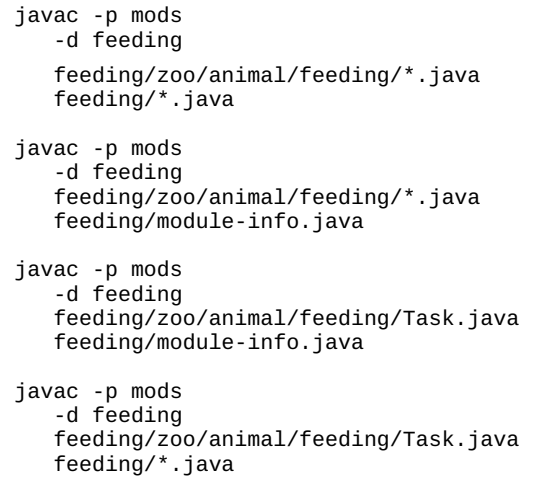 javac -p mods
   -d feeding
   feeding/zoo/animal/feeding/*.java
   feeding/*.java

javac -p mods
   -d feeding
   feeding/zoo/animal/feeding/*.java
   feeding/module-info.java

javac -p mods
   -d feeding
   feeding/zoo/animal/feeding/Task.java
   feeding/module-info.java

javac -p mods
   -d feeding
   feeding/zoo/animal/feeding/Task.java
   feeding/*.java